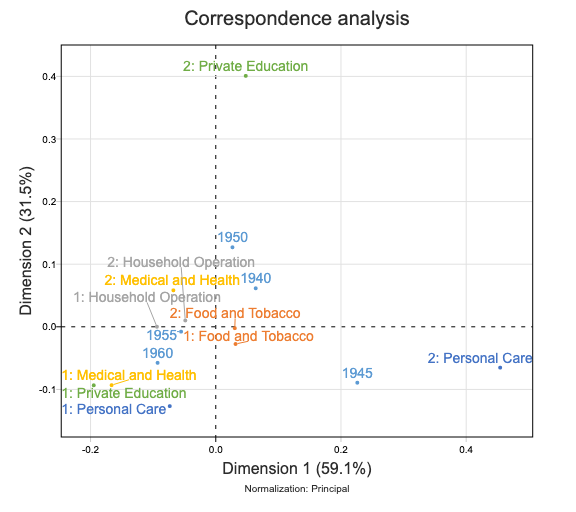 Correspondence analysis
2: Private Education
0.4
0.3
Dimension 2 (31.5%)
0.2
1950
0.1
2: Household Operation
2: Medical and Health
1940
1: Household Operation
2: Food and Tobacco
0.0
1955
1: Food and Tobacco
1960
2: Personal Care
1945
1: Medical and Health
-0.1
1: Private Education
1: Personal Care
-0.2 0.0 0.2 0.4
Dimension 1 (59.1%)
Normalization: Principal